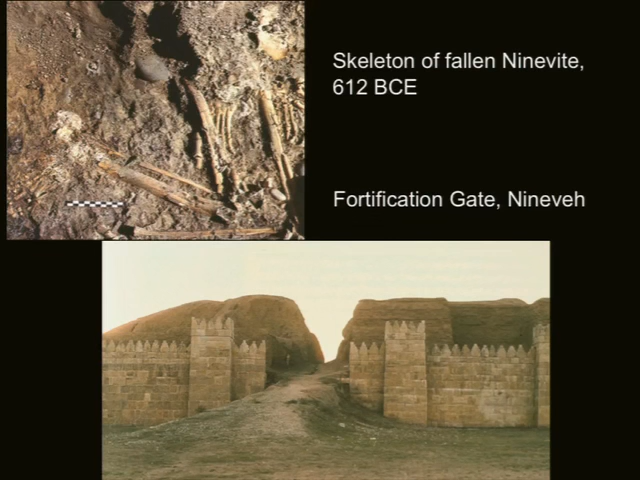 Skeleton of fallen Ninevite,
612 BCE
Fortification Gate, Nineveh